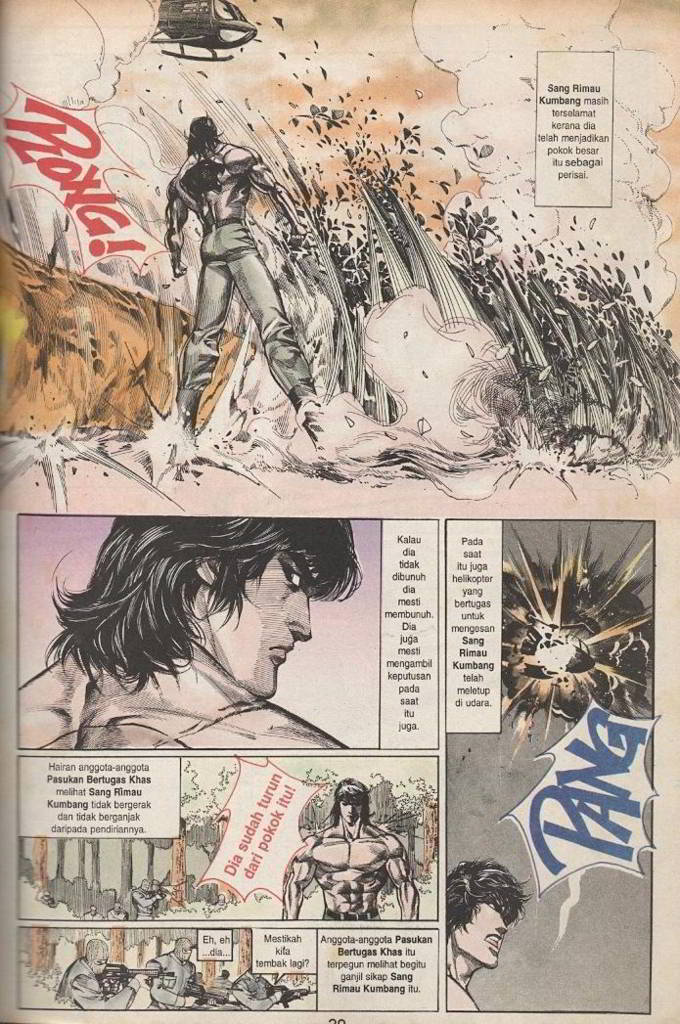 Sang Rimau
Kumbang masih
terselamat
kerana dia
telah menjadikan
pokok besar
itu sebagai
perisai.
Kalau
dia
tidak
dibunuh
dia
mesti
membunuh.
Dia
juga
mesti
mengambil
keputusan
pada
saat
itu
juga.
Pada
saat
itu juga
helikopter
yang
bertugas
untuk
mengesan
Sang
Rimau
Kumbang
telah
meletup
di udara.
PANG
Hairan anggota-anggota
Pasukan Bertugas Khas
melihat Sang Rimau
Kumbang tidak bergerak
dan tidak berganjak
daripada pendiriannya.
Dia sudah turun
dari pokok itu!
Eh, eh
...dia...
Mestikah
kita
tembak lagi?
Anggota-anggota Pasukan
Bertugas Khas itu
terpegun melihat begitu
ganjil sikap Sang
Rimau Kumbang itu.